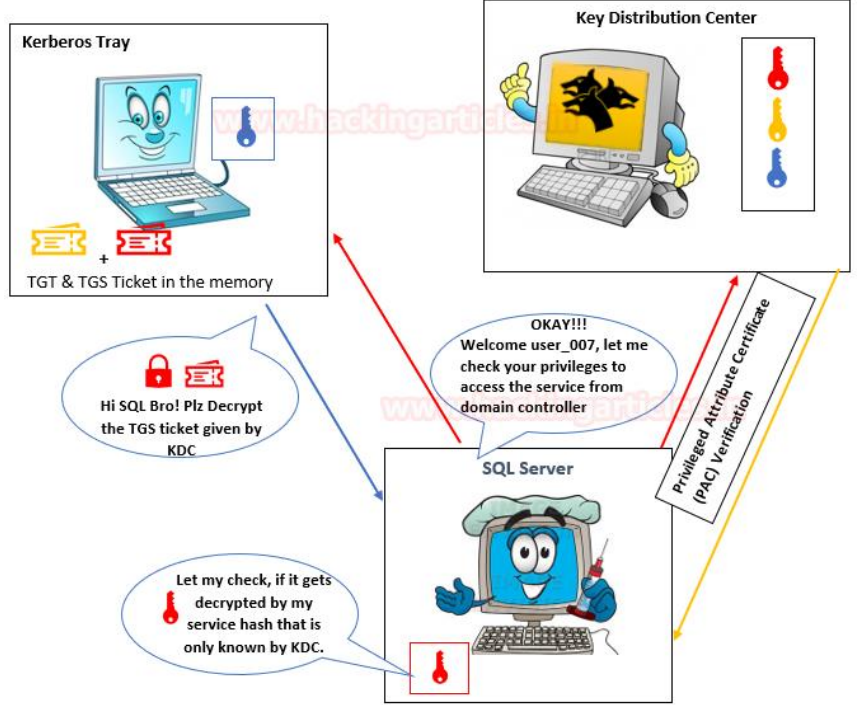 Kerberos Tray
Key Distribution Center
www.hackingarticles.in
+
TGT & TGS Ticket in the memory
Hi SQL Bro! Plz Decrypt
the TGS ticket given by
KDC
OKAY!!!
Welcome user_007, let me
check your privileges to
access the service from
domain controller
www.hackingarticles.in
Privileged Attribute Certificate
(PAC) Verification
SQL Server
Let my check, if it gets
decrypted by my
service hash that is
only known by KDC.